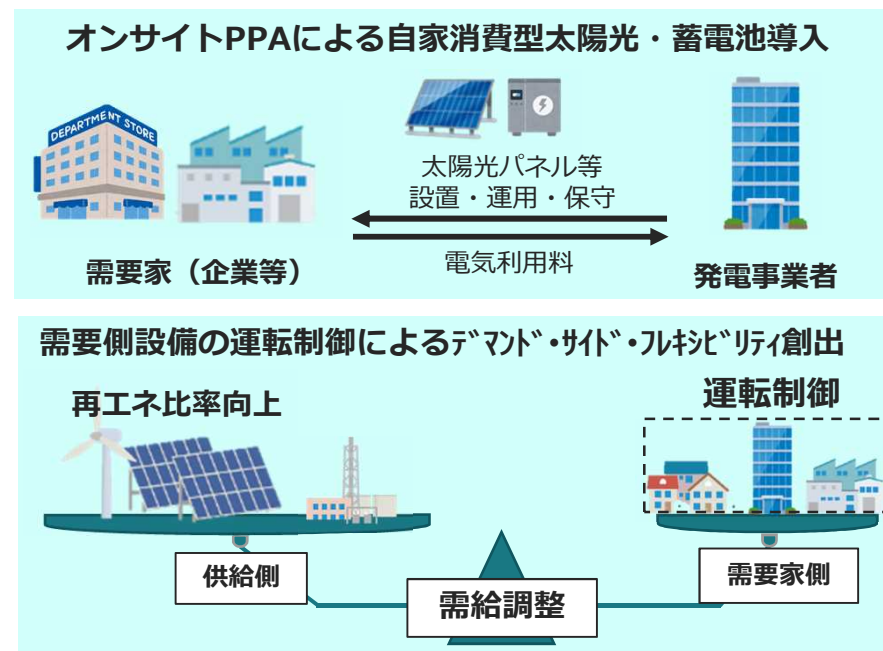 オンサイトPPAによる自家消費型太陽光・蓄電池導入
DEPARTMENT STORE
太陽光パネル等
設置・運用・保守
電気利用料
需要家（企業等）
発電事業者
需要側設備の運転制御によるﾃﾞﾏﾝﾄﾞ・ｻｲﾄﾞ・ﾌﾚｷｼﾋﾞﾘﾃｨ創出
再エネ比率向上
運転制御
供給側
需要家側
需給調整